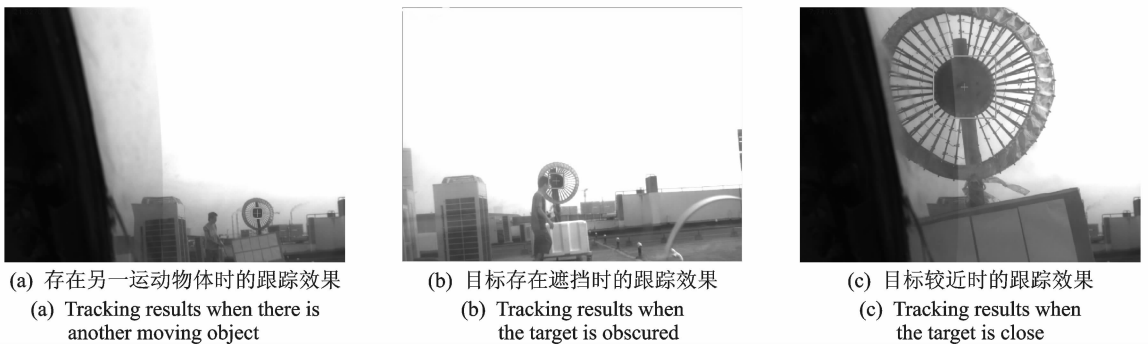 (a) 存在另一运动物体时的跟踪效果
(a) Tracking results when there is
another moving object
(b) 目标存在遮挡时的跟踪效果
(b) Tracking results when
the target is obscured
(c) 目标较近时的跟踪效果
(c) Tracking results when
the target is close